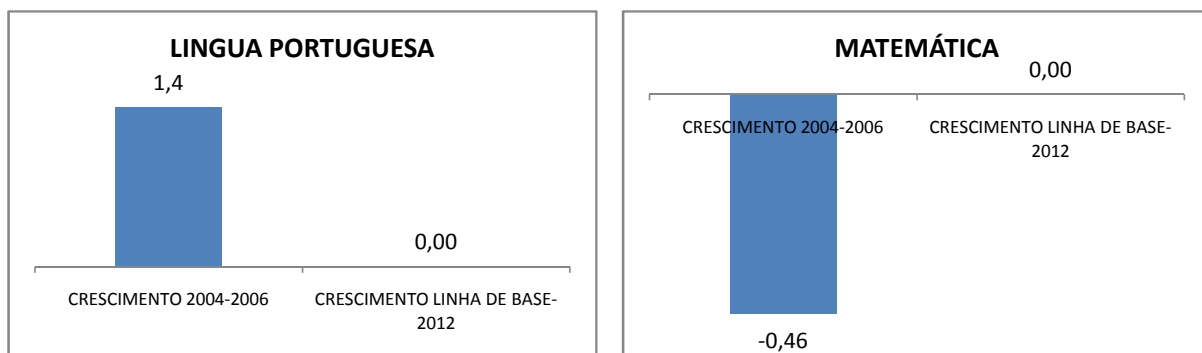 LINGUA PORTUGUESA
1,4
0,00
CRESCIMENTO 2004-2006
CRESCIMENTO LINHA DE BASE-
2012
MATEMÁTICA
0,00
CRESCIMENTO 2004-2006
CRESCIMENTO LINHA DE BASE-
2012
-0,46